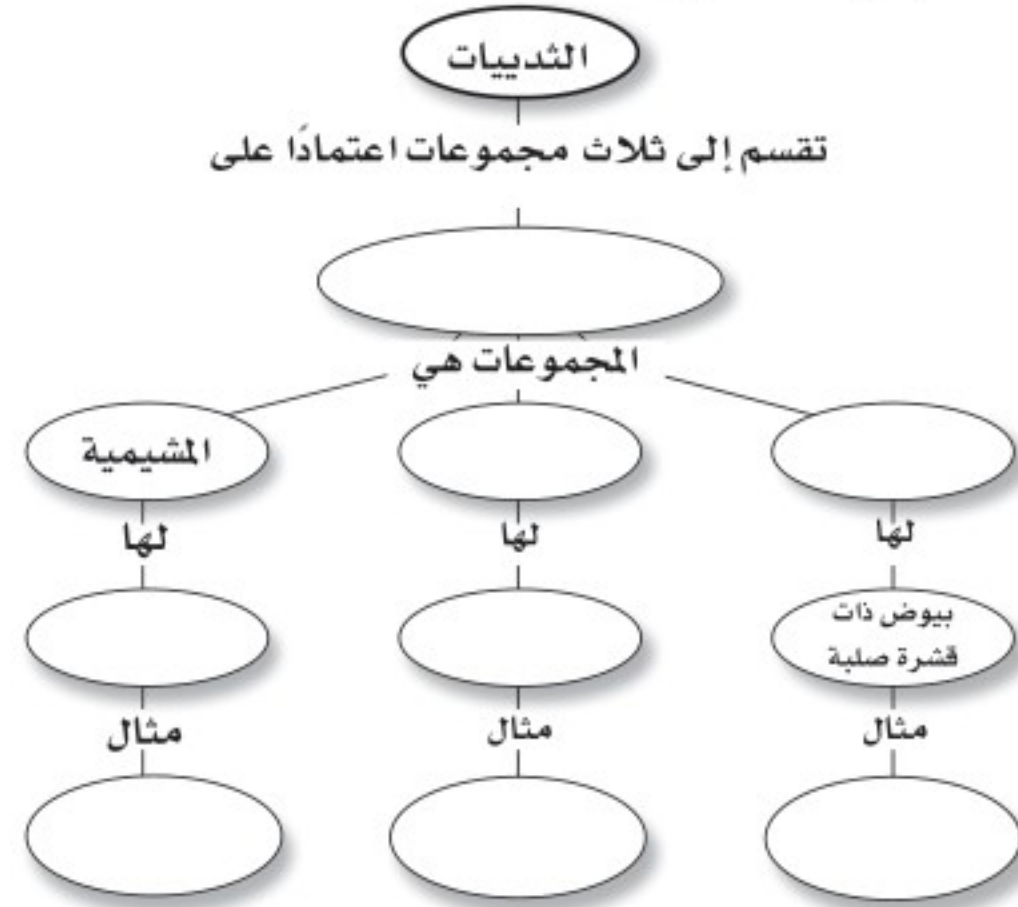 الثدييات
تقسم إلى ثلاث مجموعات اعتمادًا على
المجموعات هي
المشيمية
لها
لها
لها
بيوض ذات
قشرة صلبة
مثال
مثال
مثال